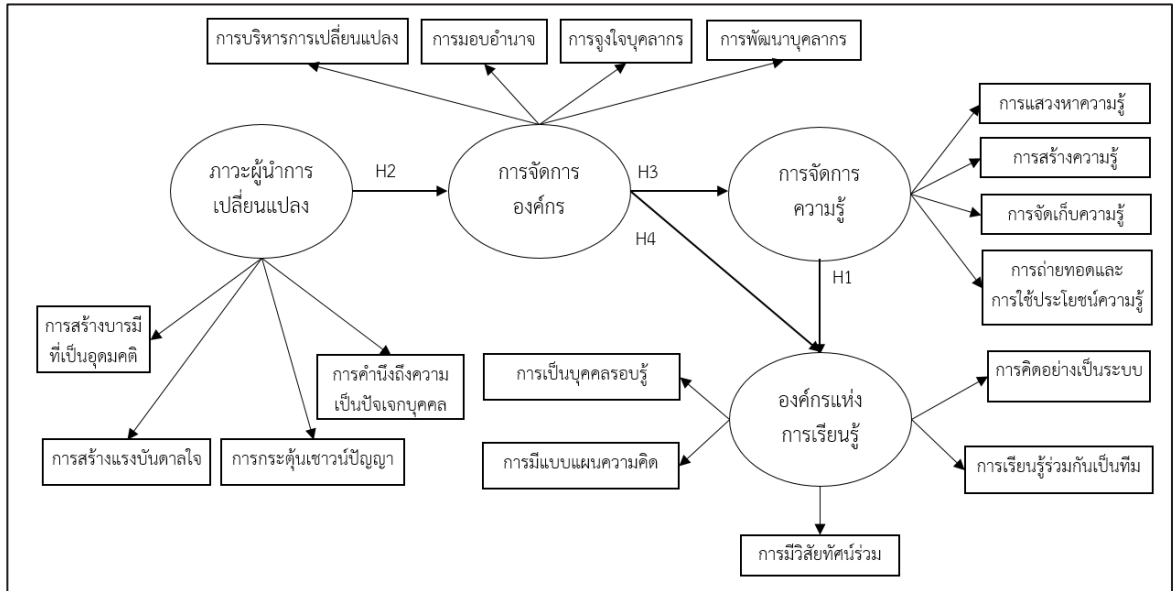 การบริหารการเปลี่ยนแปลง
การมอบอำนาจ
การจูงใจบุคลากร
การพัฒนาบุคลากร
ภาวะผู้นำการ
เปลี่ยนแปลง
H2
การจัดการ
องค์กร
H3
H4
การจัดการ
ความรู้
H1
การแสวงหาความรู้
การสร้างความรู้
การจัดเก็บความรู้
การถ่ายทอดและ
การใช้ประโยชน์ความรู้
การสร้างบารมี
ที่เป็นอุดมคติ
การสร้างแรงบันดาลใจ
การกระตุ้นเชาวน์ปัญญา
การคำนึงถึงความ
เป็นปัจเจกบุคคล
องค์กรแห่ง
การเรียนรู้
การเป็นบุคคลรอบรู้
การมีแบบแผนความคิด
การมีวิสัยทัศน์ร่วม
การคิดอย่างเป็นระบบ
การเรียนรู้ร่วมกันเป็นทีม